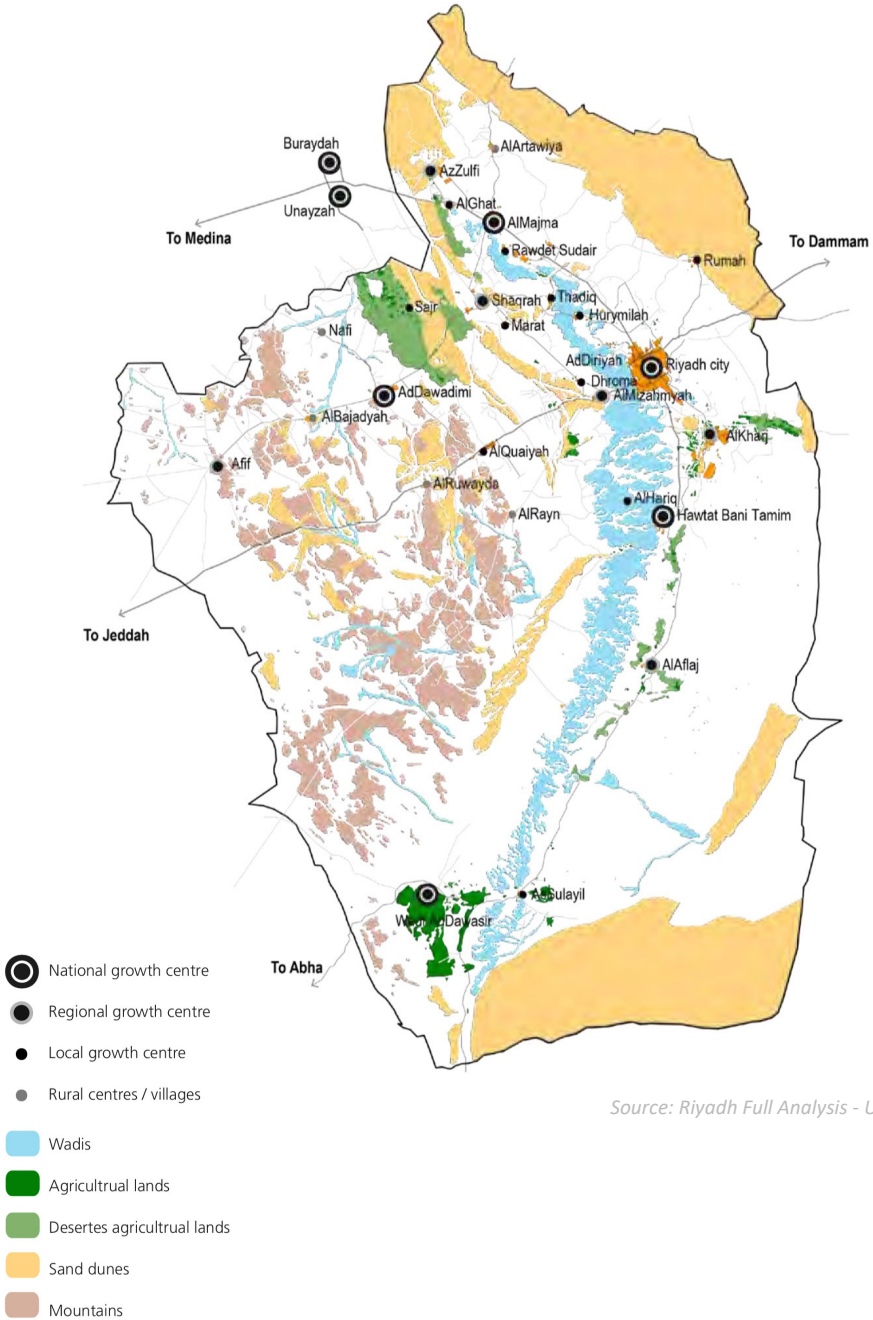 Buraydah
AlArtawiya
AzZulfi
Unayzah
AlGhat
AlMajma
To Medina
To Dammam
Rawdet Sudair
Rumah
Shaqrah
Thadiq
Sajr
Hurymilah
Nafi
Marat
AdDiriyah
Riyadh city
Dhroma
AdDawadimi
AlMizahmyah
AlBajadyah
AlKharj
AlQuaiyah
Afif
AlRuwayda
AlHariq
AlRayn
Hawtat Bani Tamim
To Jeddah
AlAflaj
AsSulayil
Wadi AdDawasir
To Abha
National growth centre
Regional growth centre
Local growth centre
Rural centres / villages
Source: Riyadh Full Analysis - U
Wadis
Agricultrual lands
Desertes agricultrual lands
Sand dunes
Mountains